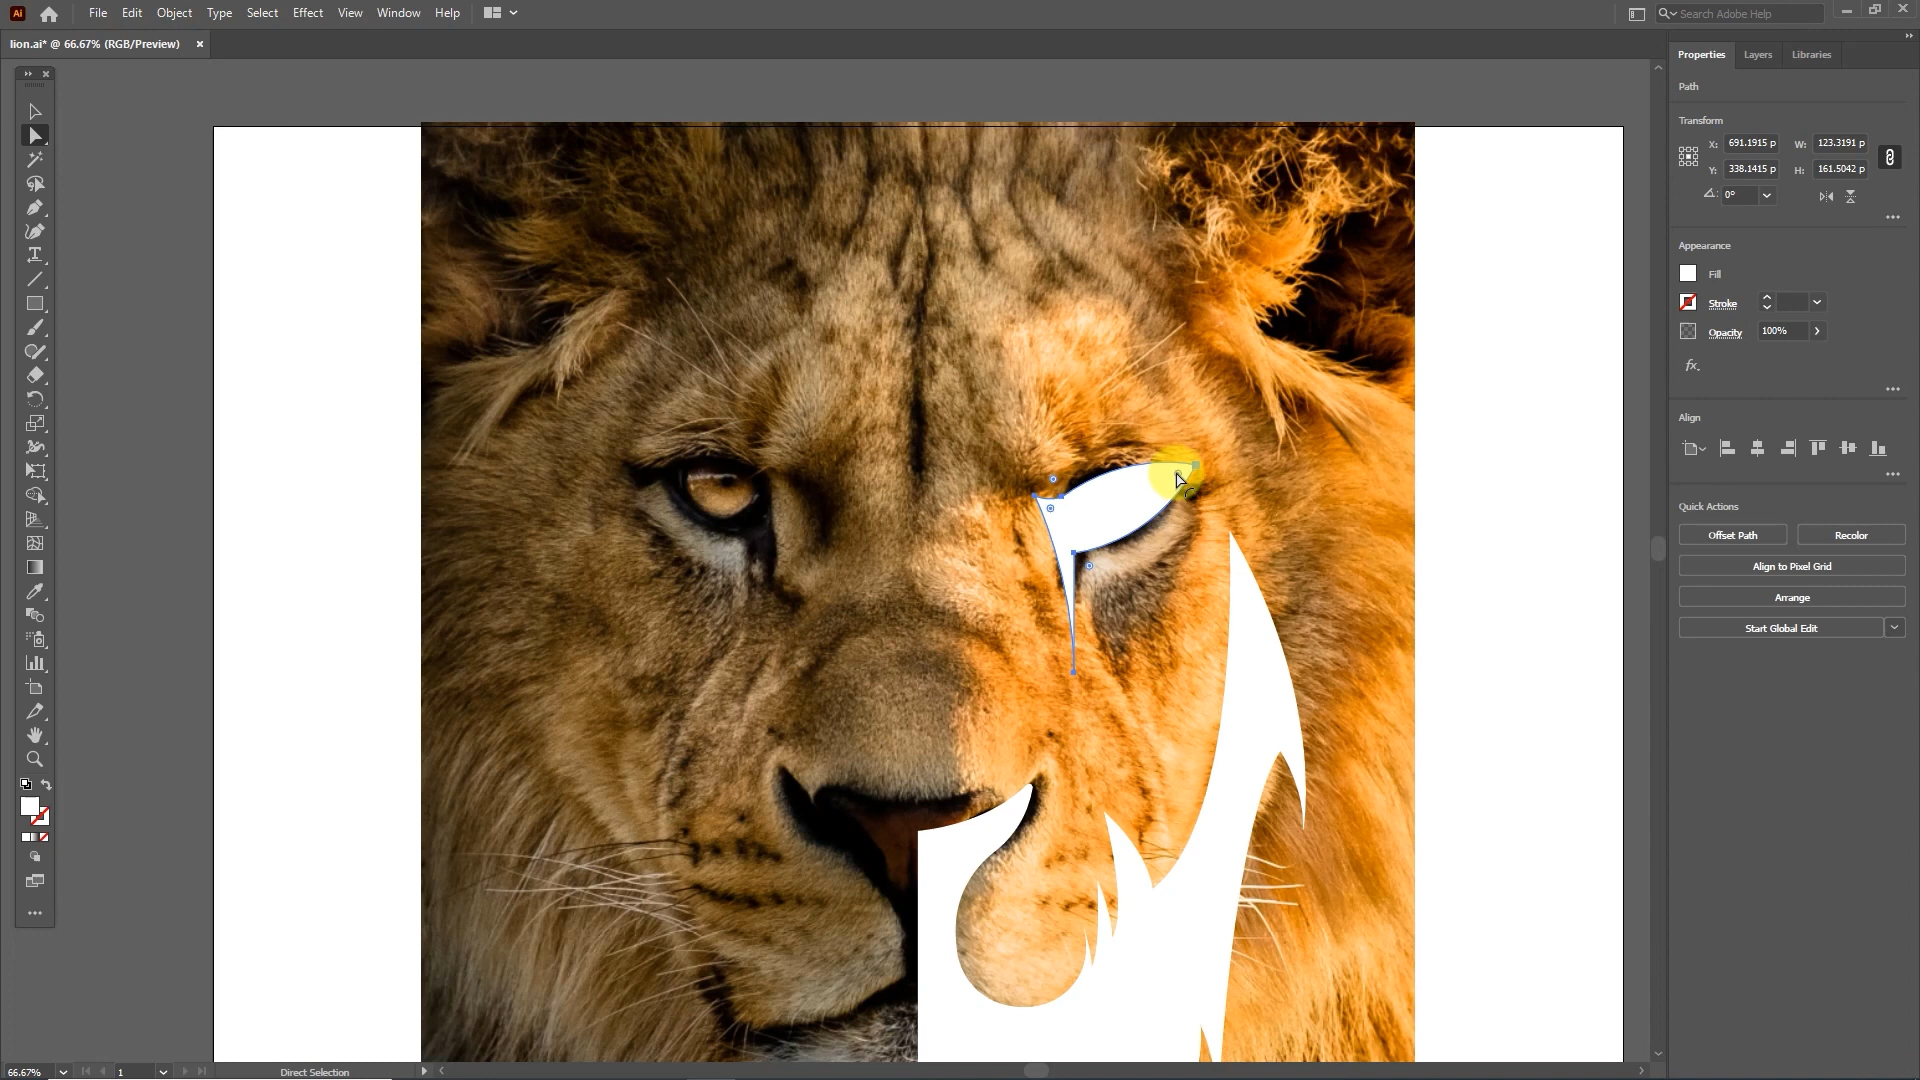 Ai File Edit Object Type Select Effect View Window Help Search Adobe Help
lion.ai* @ 66.67% (RGB/Preview)
Properties Layers Libraries
Path
Transform
X: 691.1915 p W: 123.3191 p
Y: 338.1415 p H: 161.5042 p
0°
Appearance
Fill
Stroke
Opacity 100%
fx.
Align
Quick Actions
Offset Path Recolor
Align to Pixel Grid
Arrange
Start Global Edit
66.67% 1 Direct Selection